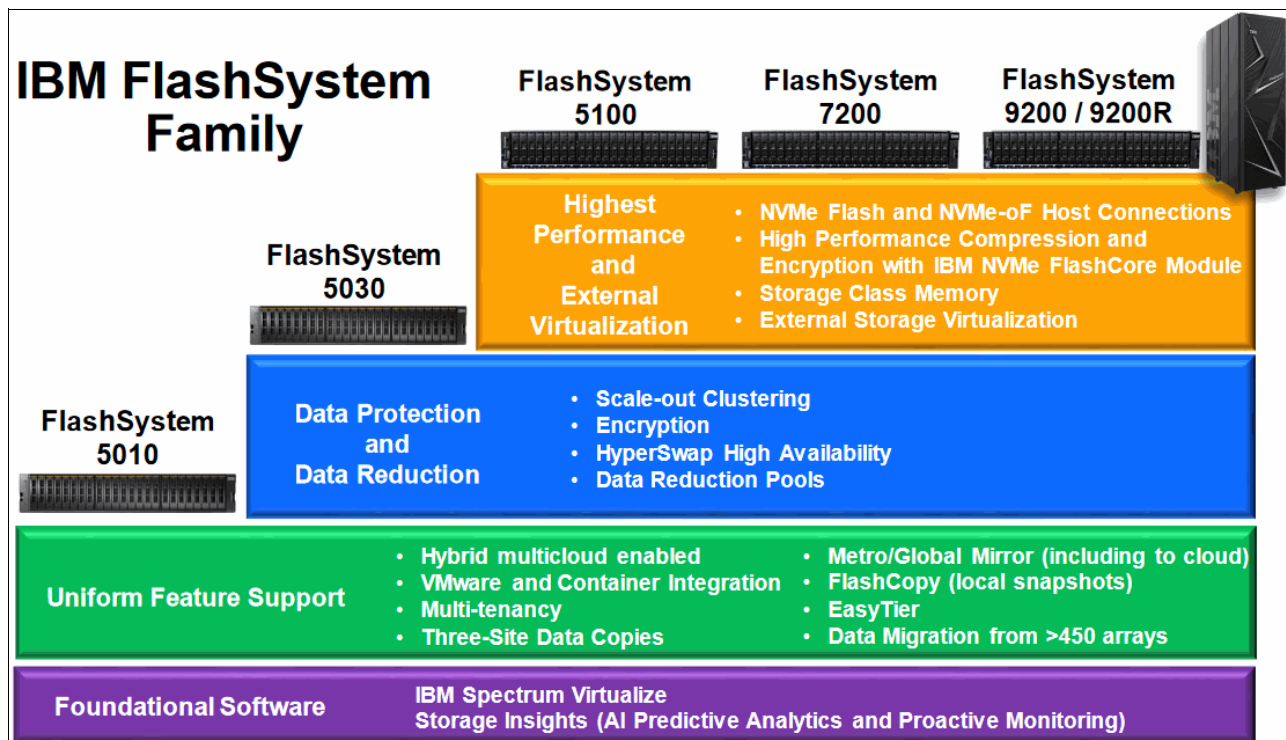 IBM FlashSystem
Family
FlashSystem
5100
FlashSystem
7200
FlashSystem
9200 / 9200R
Highest
Performance
and
External
Virtualization
• NVMe Flash and NVMe-oF Host Connections
• High Performance Compression and
Encryption with IBM NVMe FlashCore Module
• Storage Class Memory
• External Storage Virtualization
FlashSystem
5030
Data Protection
and
Data Reduction
• Scale-out Clustering
• Encryption
• HyperSwap High Availability
• Data Reduction Pools
FlashSystem
5010
Uniform Feature Support
• Hybrid multicloud enabled
• VMware and Container Integration
• Multi-tenancy
• Three-Site Data Copies
• Metro/Global Mirror (including to cloud)
• FlashCopy (local snapshots)
• EasyTier
• Data Migration from >450 arrays
Foundational Software
IBM Spectrum Virtualize
Storage Insights (AI Predictive Analytics and Proactive Monitoring)